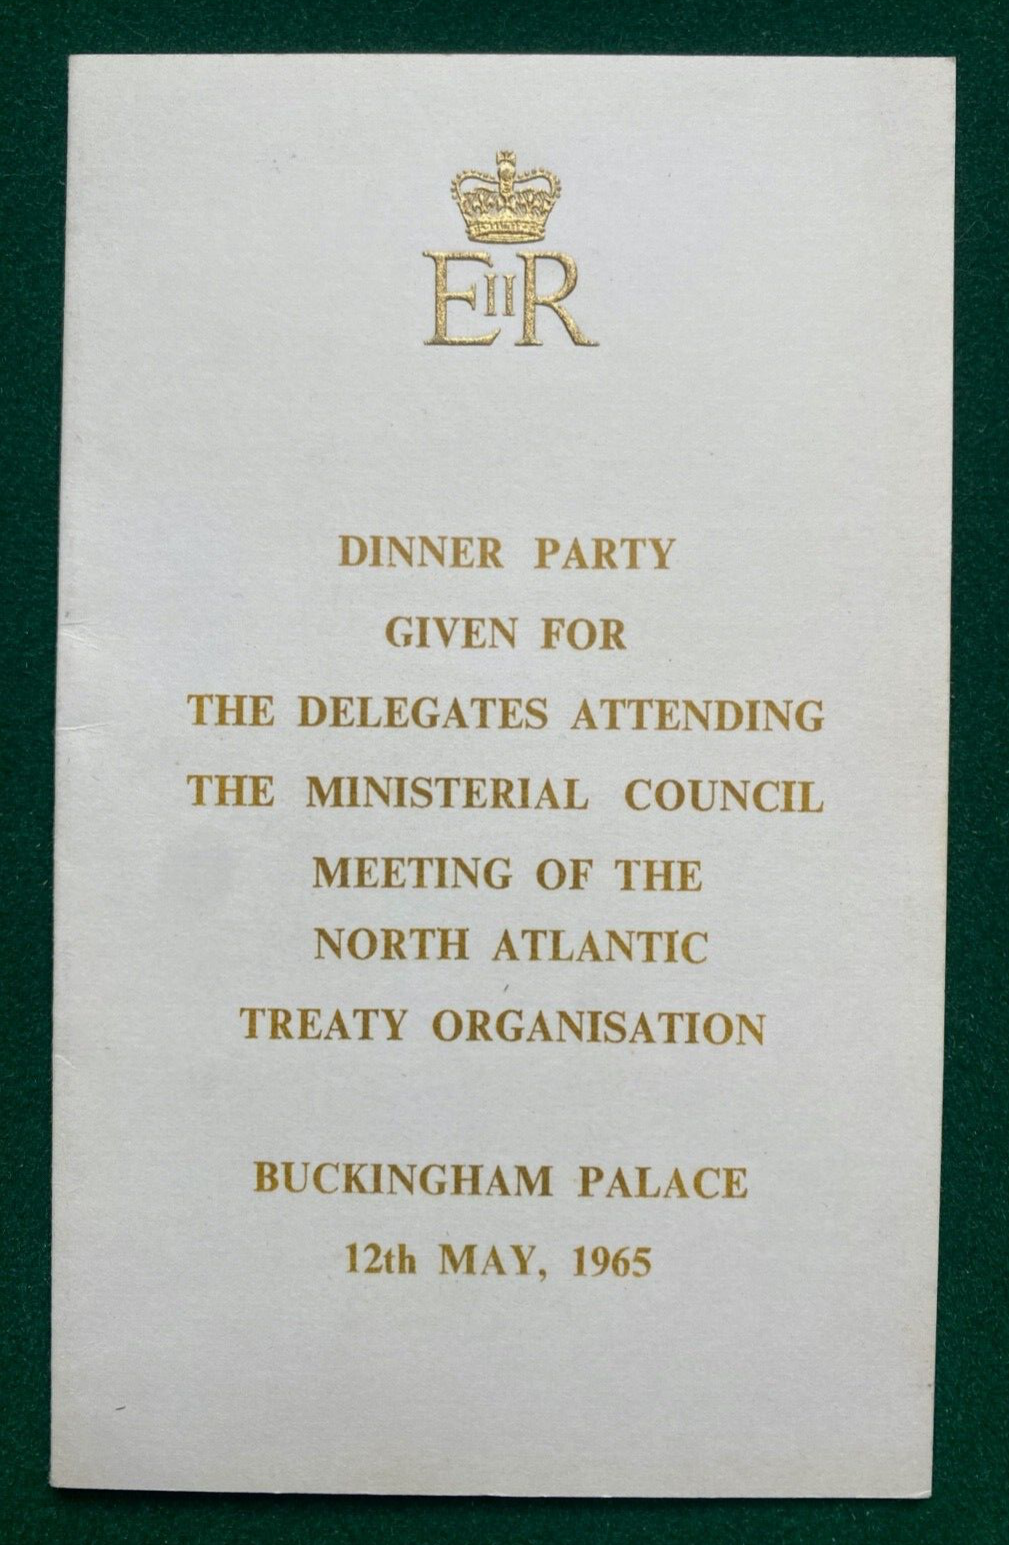 EIIR
DINNER PARTY
GIVEN FOR
THE DELEGATES ATTENDING
THE MINISTERIAL COUNCIL
MEETING OF THE
NORTH ATLANTIC
TREATY ORGANISATION
BUCKINGHAM PALACE
12th MAY, 1965